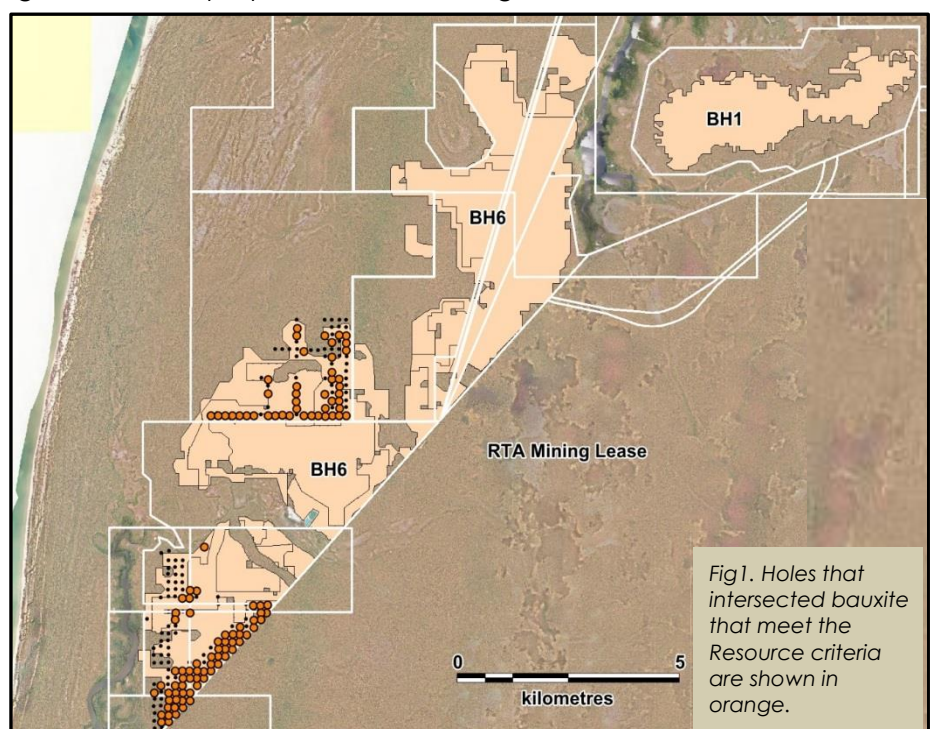 BH1
BH6
RTA Mining Lease
BH6
0 5
kilometres
Fig1. Holes that
intersected bauxite
that meet the
Resource criteria
are shown in
orange.